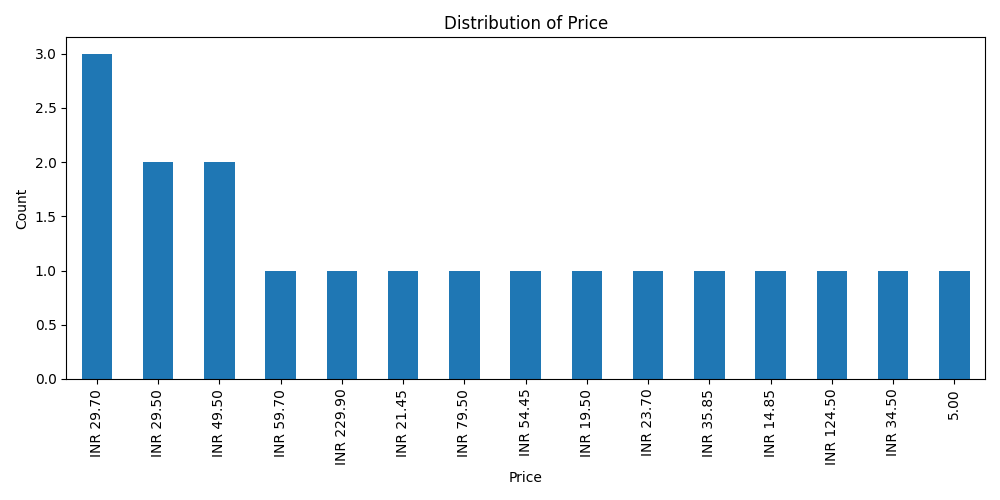 Distribution of Price
Count
3.0
2.5
2.0
1.5
1.0
0.5
0.0
INR 29.70
INR 29.50
INR 49.50
INR 59.70
INR 229.90
INR 21.45
INR 79.50
INR 54.45
INR 19.50
INR 23.70
INR 35.85
INR 14.85
INR 124.50
INR 34.50
5.00
Price